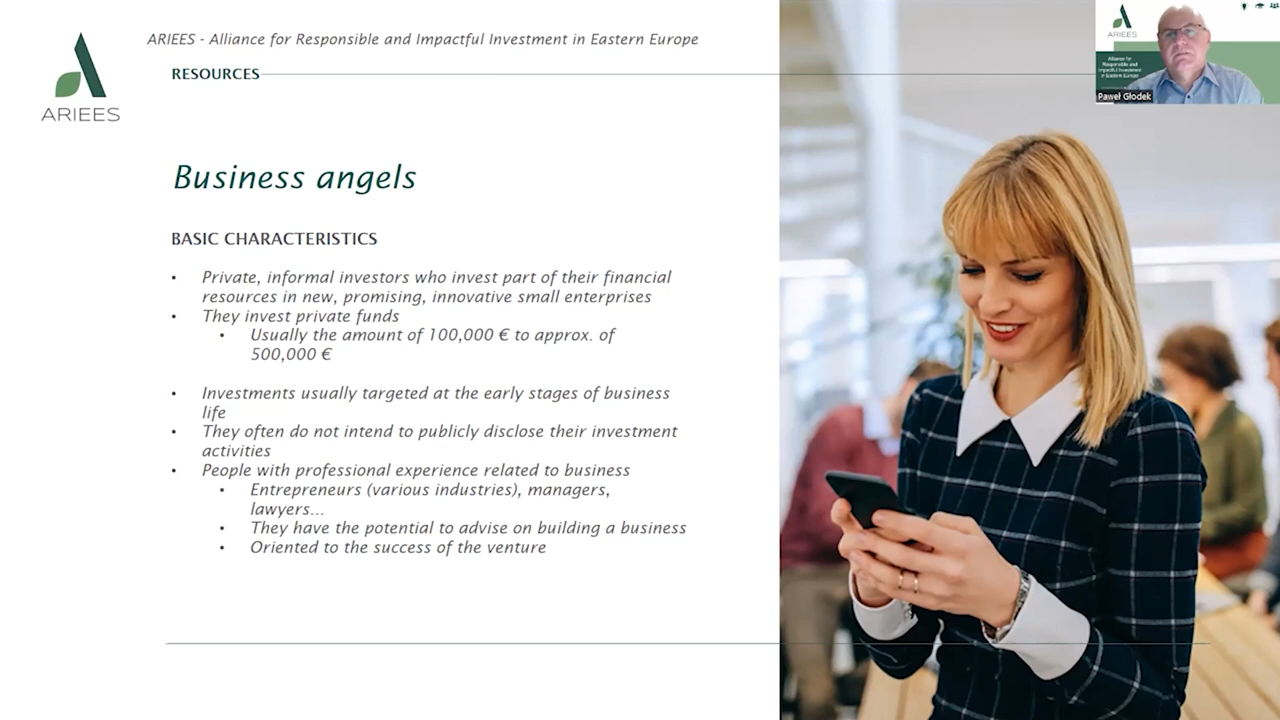 ARIEES - Alliance for Responsible and Impactful Investment in Eastern Europe
RESOURCES
ARIEES
Business angels
BASIC CHARACTERISTICS
• Private, informal investors who invest part of their financial
resources in new, promising, innovative small enterprises
• They invest private funds
• Usually the amount of 100,000 € to approx. of
500,000 €
• Investments usually targeted at the early stages of business
life
• They often do not intend to publicly disclose their investment
activities
• People with professional experience related to business
• Entrepreneurs (various industries), managers,
lawyers...
• They have the potential to advise on building a business
• Oriented to the success of the venture
ARIEES
Alliance for
Responsible and
Impactful Investment
in Eastern Europe
Paweł Głodek